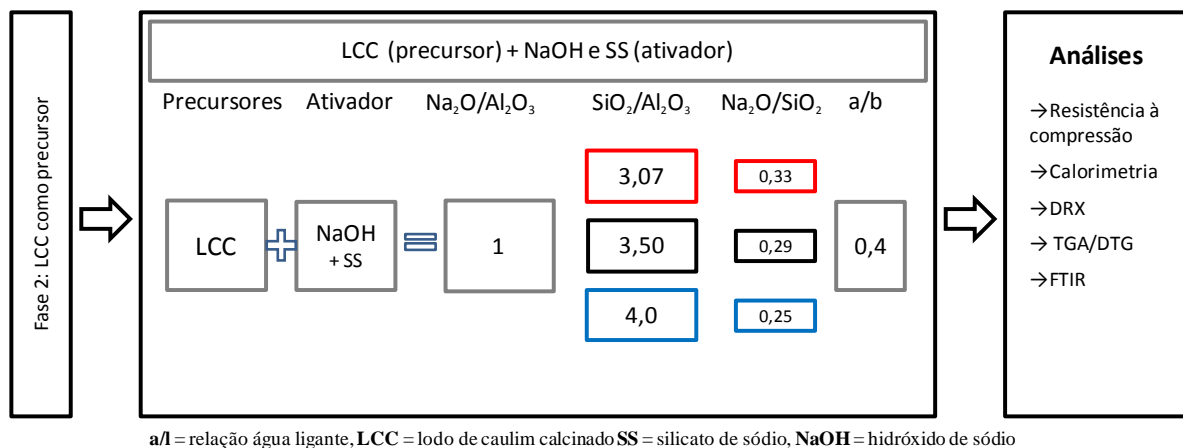 Fase 2: LCC como precursor
LCC (precursor) + NaOH e SS (ativador)
Precursores Ativador Na₂O/Al₂O₃ SiO₂/Al₂O₃ Na₂O/SiO₂ a/b
3,07 0,33
LCC + NaOH + SS = 1 3,50 0,29 0,4
4,0 0,25
Análises
→Resistência à
compressão
→Calorimetria
→DRX
→ TGA/DTG
→FTIR
a/l = relação água ligante, LCC = lodo de caulim calcinado SS = silicato de sódio, NaOH = hidróxido de sódio